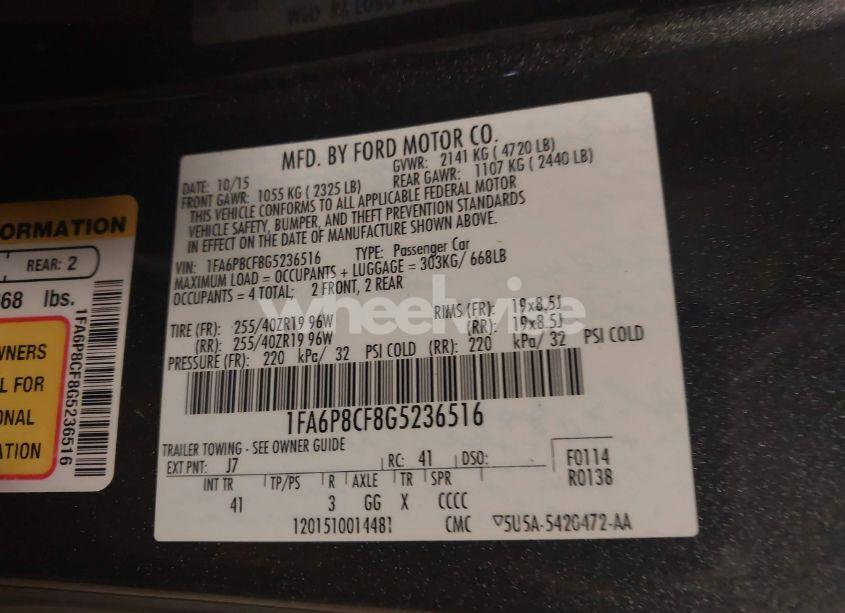 MFD. BY FORD MOTOR CO.
DATE: 10/15 GVWR: 2141 KG ( 4720 LB)
FRONT GAWR: 1055 KG ( 2325 LB) REAR GAWR: 1107 KG ( 2440 LB)
THIS VEHICLE CONFORMS TO ALL APPLICABLE FEDERAL MOTOR
VEHICLE SAFETY, BUMPER, AND THEFT PREVENTION STANDARDS
IN EFFECT ON THE DATE OF MANUFACTURE SHOWN ABOVE.
VIN: 1FA6P8CF8G5236516 TYPE: Passenger Car
MAXIMUM LOAD = OCCUPANTS + LUGGAGE = 303KG/ 668LB
OCCUPANTS = 4 TOTAL; 2 FRONT, 2 REAR
wheelwise
TIRE (FR): 255/40ZR19 96W RIMS (FR): 19x8.5J
(RR): 255/40ZR19 96W (RR): 19x8.5J
PRESSURE (FR): 220 kPa/ 32 PSI COLD (RR): 220 kPa/ 32 PSI COLD
1FA6P8CF8G5236516
TRAILER TOWING - SEE OWNER GUIDE
EXT PNT: J7 RC: 41 DSO: F0114
INT TR TP/PS R AXLE TR SPR R0138
41 3 GG X CCCC
1201510014481 CMC 5U5A-5420472-AA
ORMATION
REAR: 2
68 lbs.
WNERS
L FOR
ONAL
ATION
1FA6P8CF8G5236516